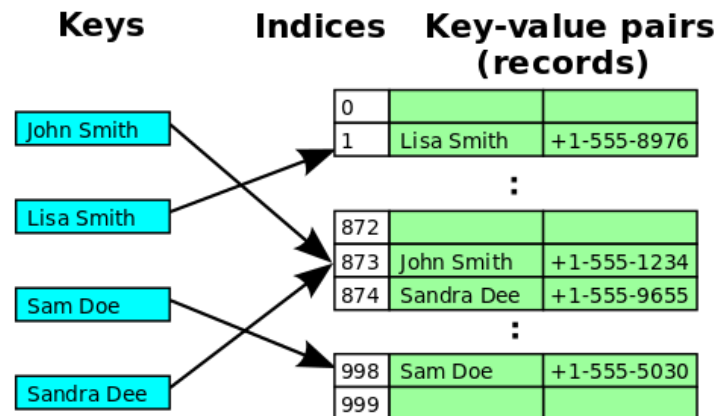 Keys
Indices
Key-value pairs
(records)
John Smith
Lisa Smith
Sam Doe
Sandra Dee
0
1 Lisa Smith +1-555-8976
:
872
873 John Smith +1-555-1234
874 Sandra Dee +1-555-9655
:
998 Sam Doe +1-555-5030
999